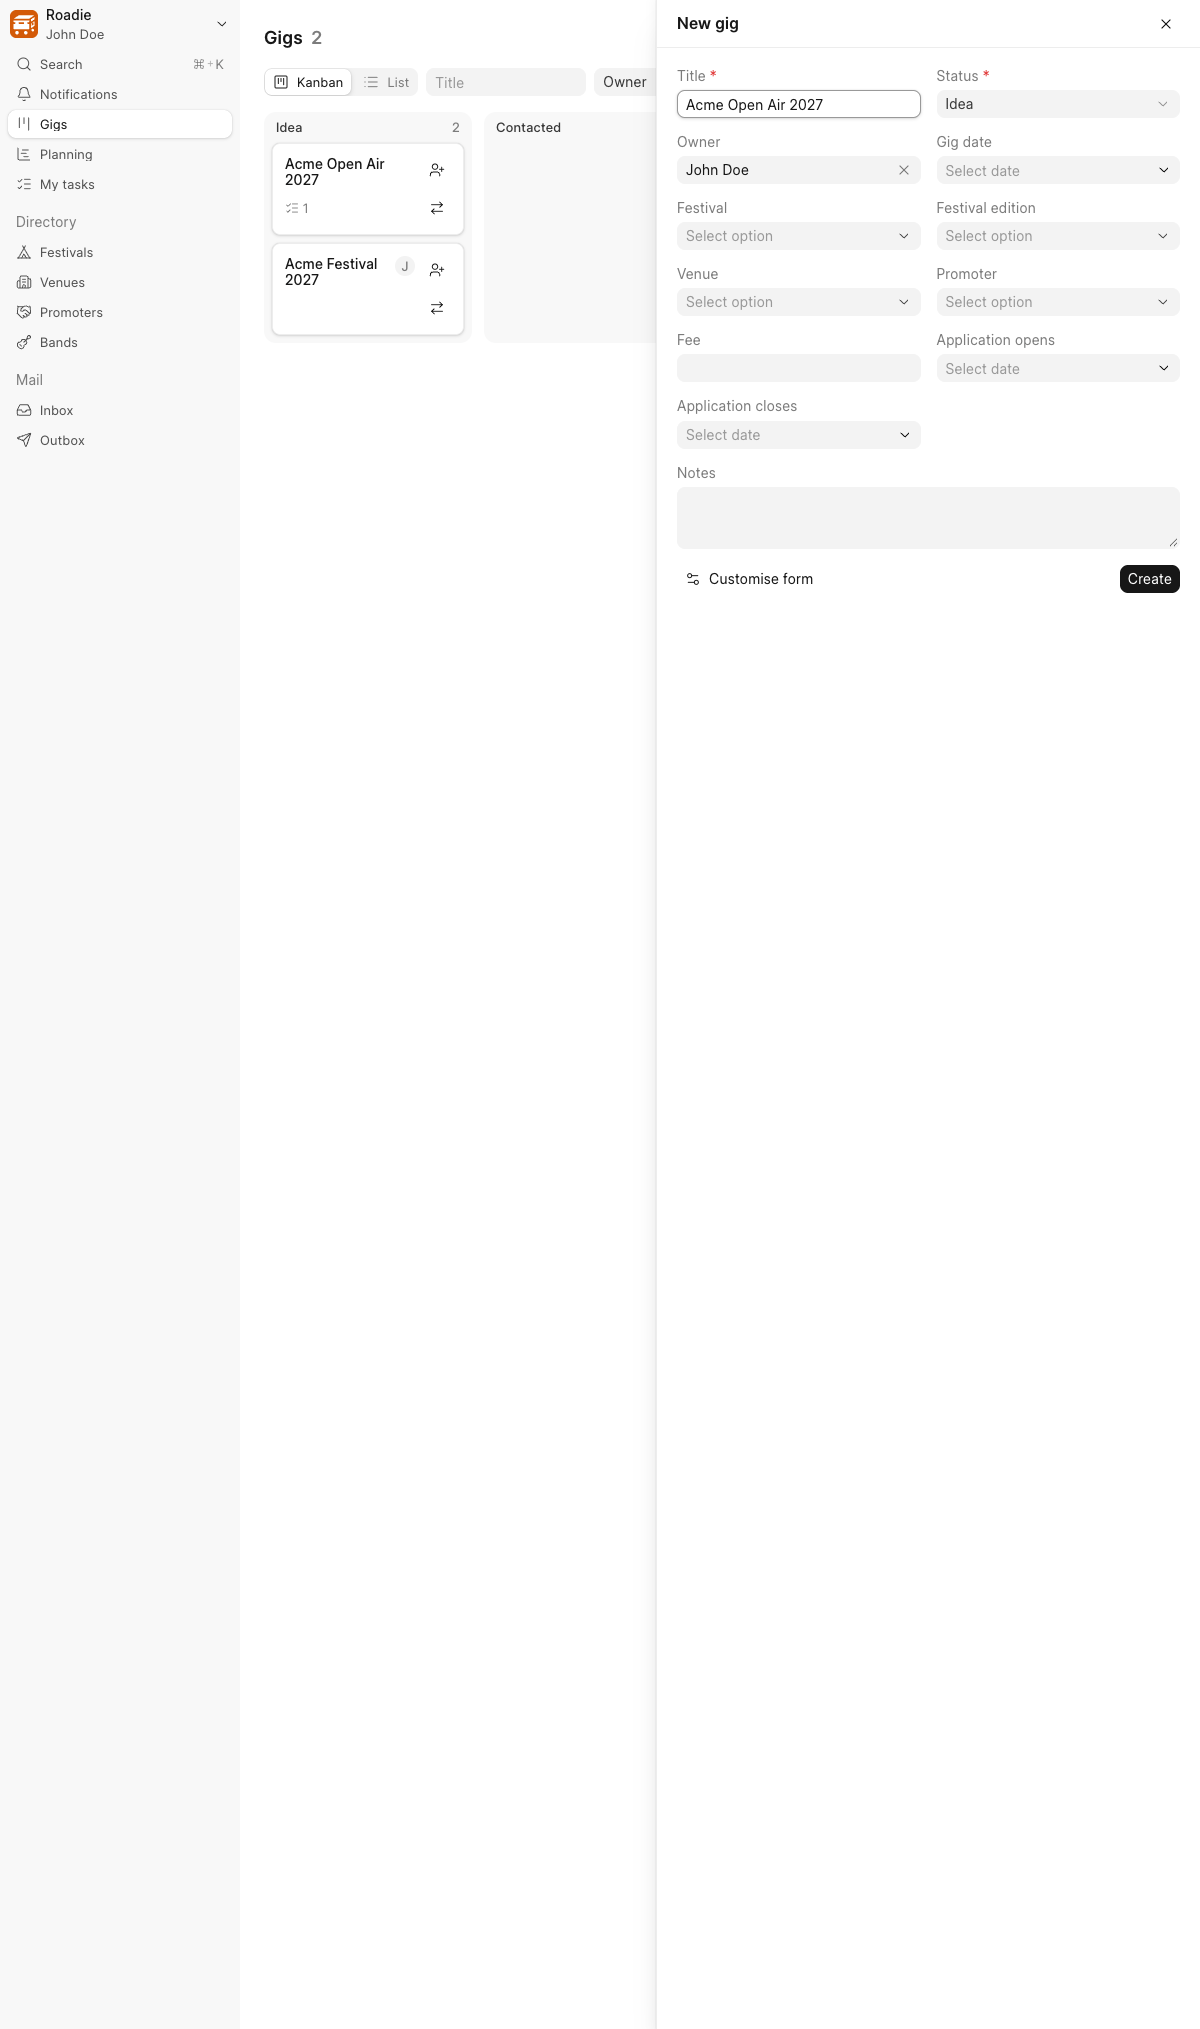 Roadie
John Doe
Search ⌘+K
Notifications
Gigs
Planning
My tasks
Directory
Festivals
Venues
Promoters
Bands
Mail
Inbox
Outbox
Gigs 2
Kanban List Title Owner
Idea 2
Acme Open Air
2027
1
Acme Festival J
2027
Contacted
New gig
Title * Status *
Acme Open Air 2027 Idea
Owner Gig date
John Doe Select date
Festival Festival edition
Select option Select option
Venue Promoter
Select option Select option
Fee Application opens
Select date
Application closes
Select date
Notes
Customise form Create